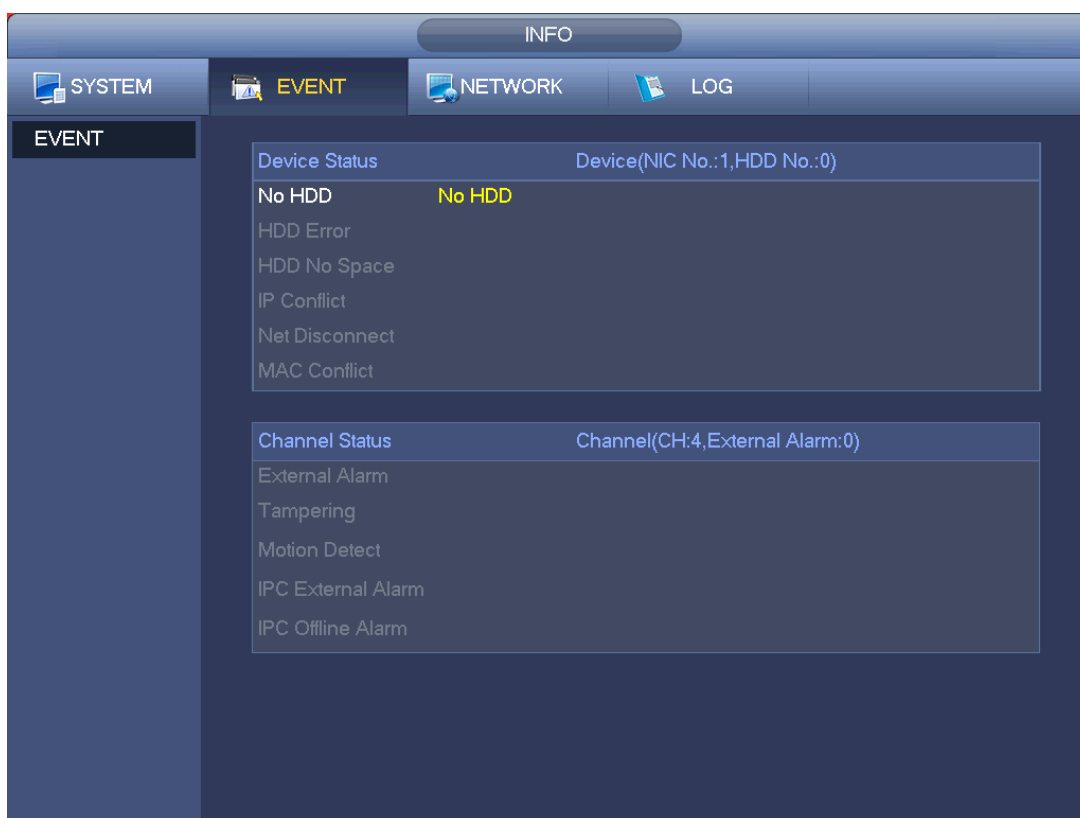 INFO
SYSTEM EVENT NETWORK LOG
EVENT
Device Status Device(NIC No.:1,HDD No.:0)
No HDD No HDD
HDD Error
HDD No Space
IP Conflict
Net Disconnect
MAC Conflict
Channel Status Channel(CH:4,External Alarm:0)
External Alarm
Tampering
Motion Detect
IPC External Alarm
IPC Offline Alarm